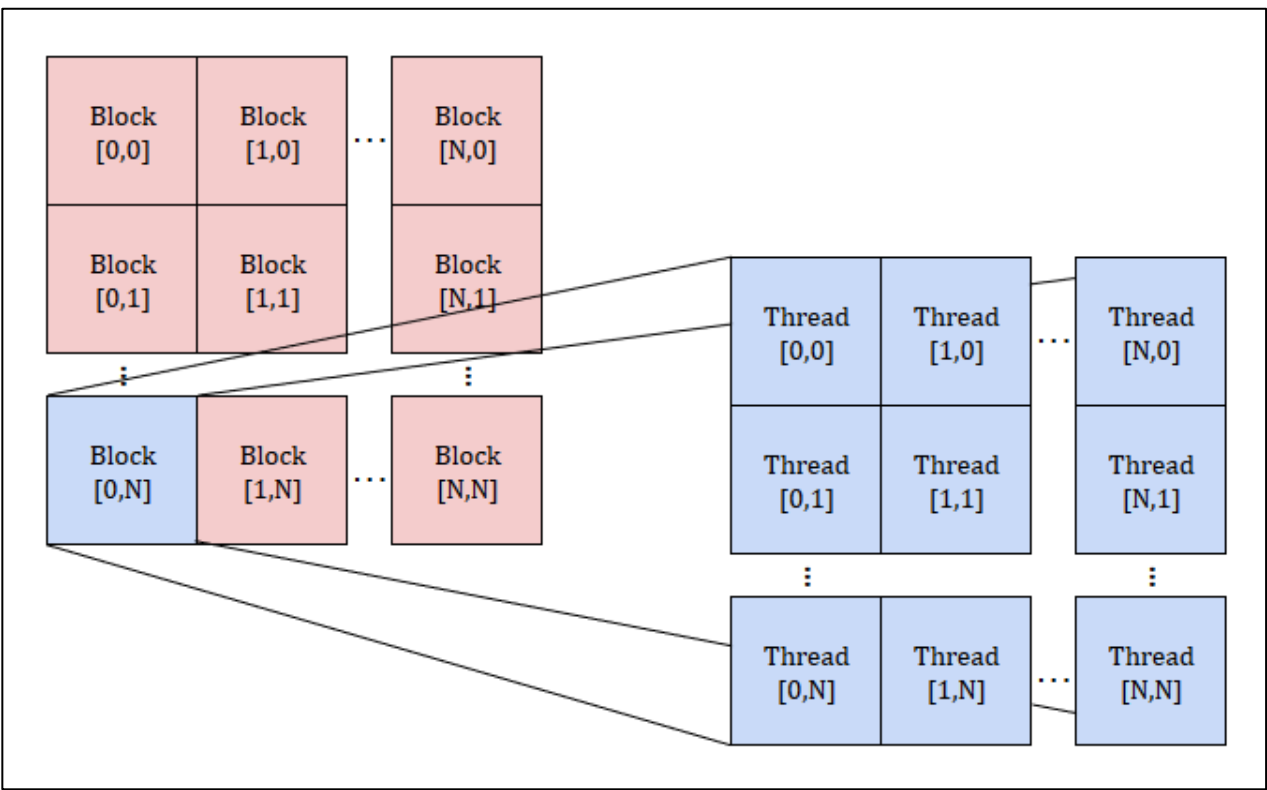 Block
[0,0]
Block
[1,0]
...
Block
[N,0]
Block
[0,1]
Block
[1,1]
Block
[N,1]
...
...
Block
[0,N]
Block
[1,N]
...
Block
[N,N]
Thread
[0,0]
Thread
[1,0]
...
Thread
[N,0]
Thread
[0,1]
Thread
[1,1]
Thread
[N,1]
...
...
Thread
[0,N]
Thread
[1,N]
...
Thread
[N,N]